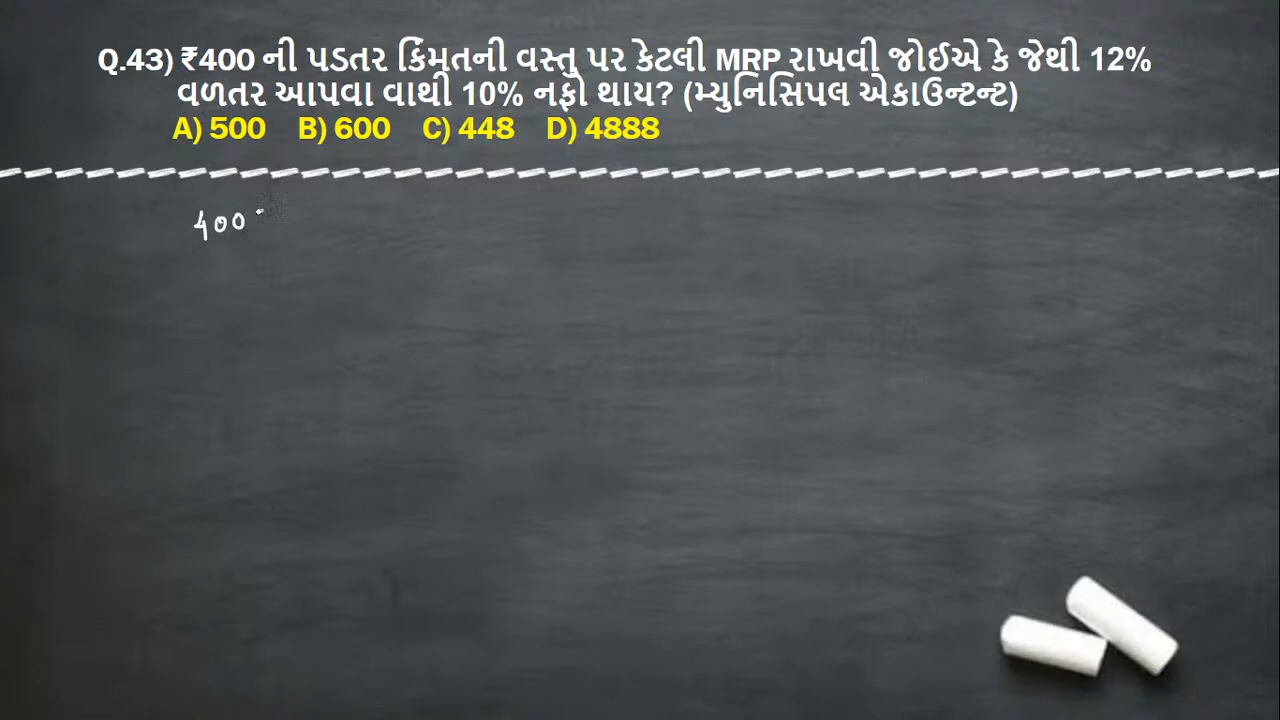 Q.43) ₹400 ની પડતર કિંમતની વસ્તુ પર કેટલી MRP રાખવી જોઈએ કે જેથી 12%
વળતર આપવા વાથી 10% નફો થાય? (મ્યુનિસિપલ એકાઉન્ટન્ટ)
A) 500 B) 600 C) 448 D) 4888
400